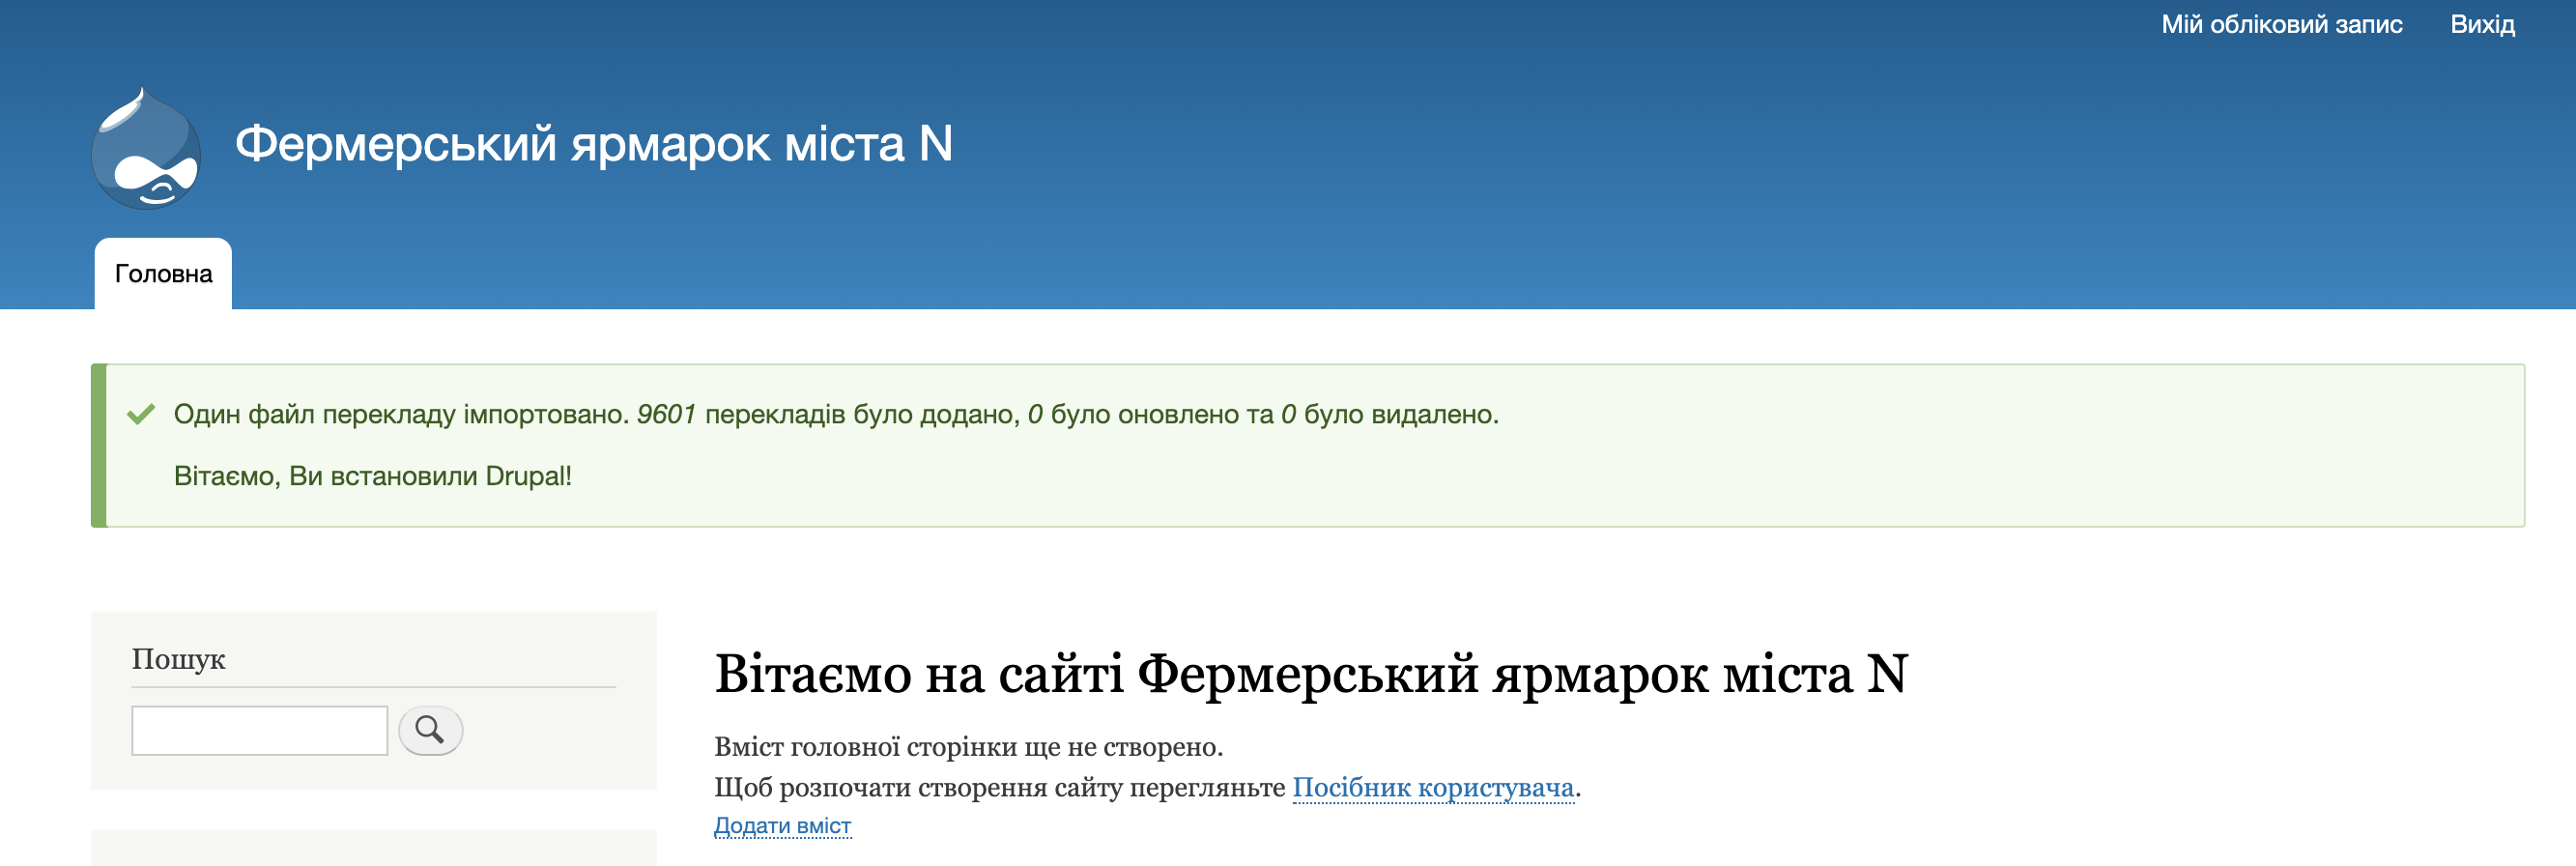 Мій обліковий запис Вихід
Фермерський ярмарок міста N
Головна
Один файл перекладу імпортовано. 9601 перекладів було додано, 0 було оновлено та 0 було видалено.
Вітаємо, Ви встановили Drupal!
Пошук
Вітаємо на сайті Фермерський ярмарок міста N
Вміст головної сторінки ще не створено.
Щоб розпочати створення сайту перегляньте Посібник користувача.
Додати вміст